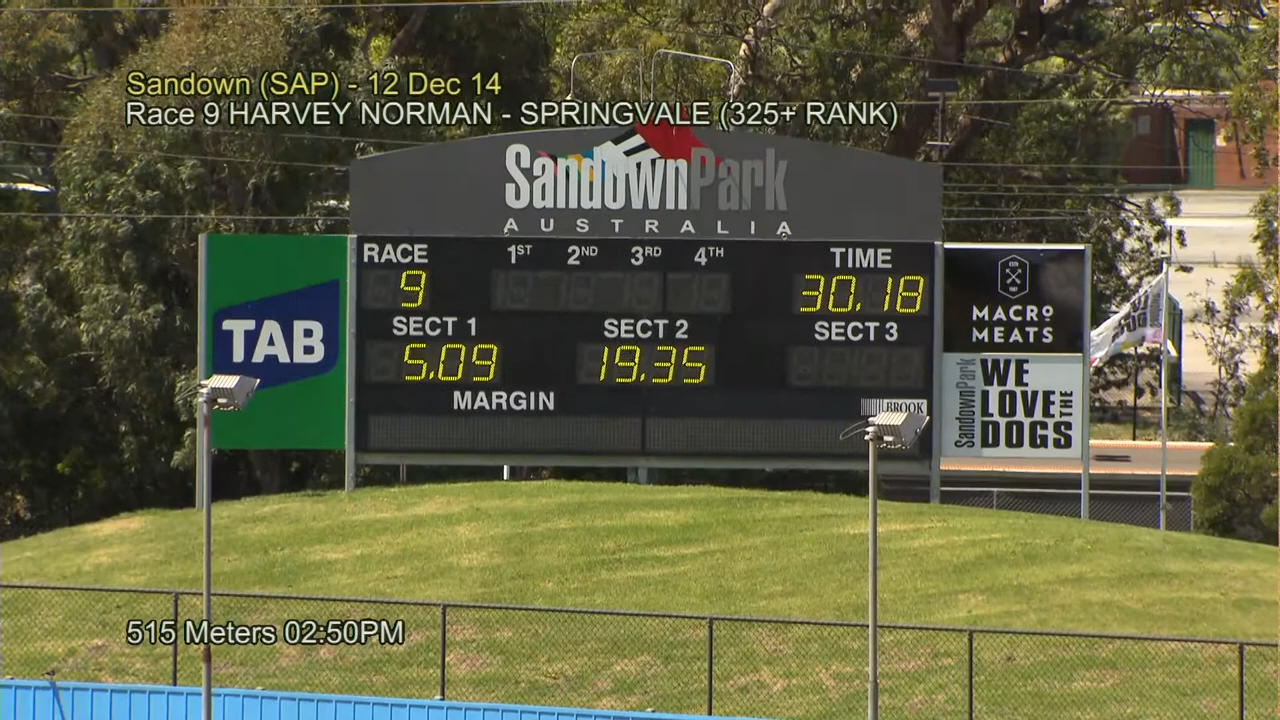 Sandown (SAP) - 12 Dec 14
Race 9 HARVEY NORMAN - SPRINGVALE (325+ RANK)
SandownPark
AUSTRALIA
RACE 1ST 2ND 3RD 4TH TIME
9 30.18
SECT 1 SECT 2 SECT 3
5.09 19.35
MARGIN
BROOK
TAB
MACRO
MEATS
SandownPark
WE
LOVE THE
DOGS
515 Meters 02:50PM